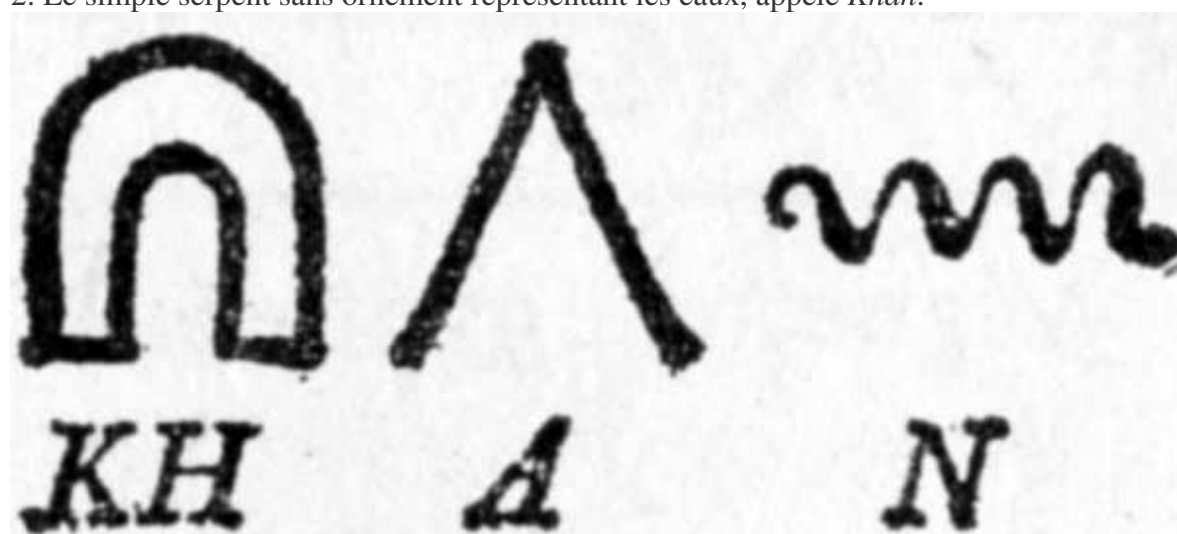 2. Le simple serpent sans ornement représentant les eaux, appelé Khan.
KH A N